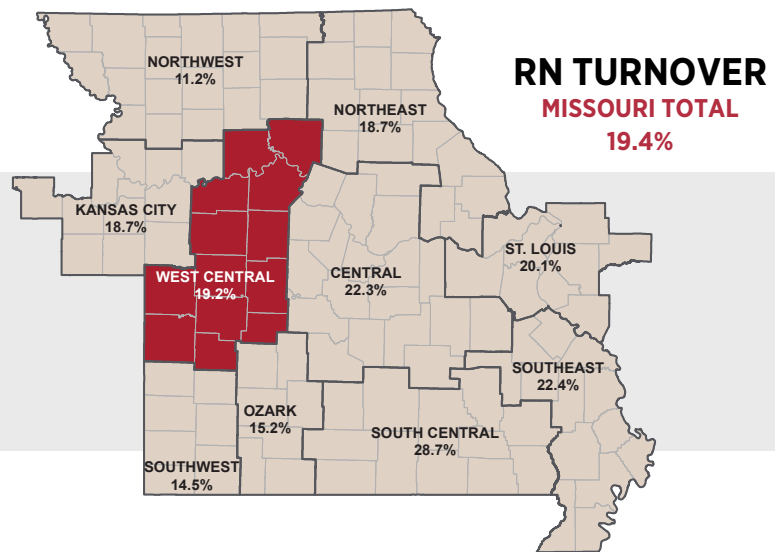 RN TURNOVER
MISSOURI TOTAL
19.4%
NORTHWEST
11.2%
NORTHEAST
18.7%
KANSAS CITY
18.7%
WEST CENTRAL
19.2%
CENTRAL
22.3%
ST. LOUIS
20.1%
SOUTHEAST
22.4%
OZARK
15.2%
SOUTH CENTRAL
28.7%
SOUTHWEST
14.5%